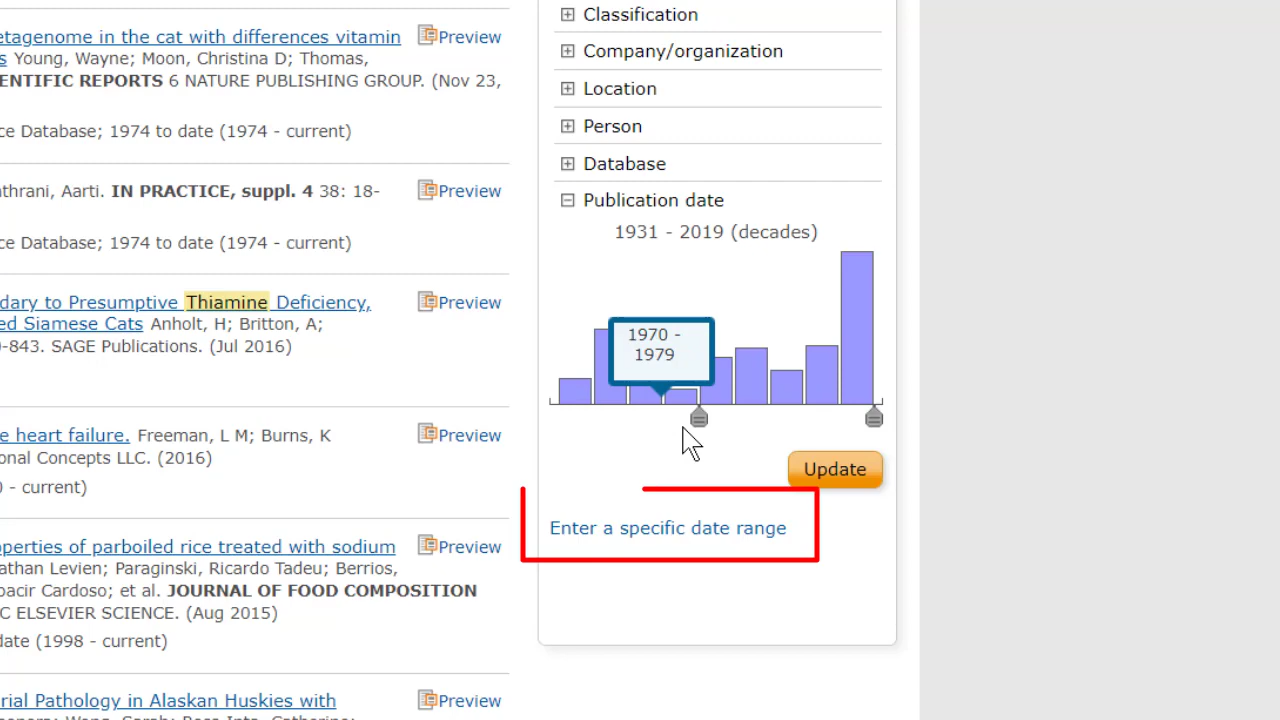 etagenome in the cat with differences vitamin Preview
s Young, Wayne; Moon, Christina D; Thomas,
ENTIFIC REPORTS 6 NATURE PUBLISHING GROUP. (Nov 23,
ce Database; 1974 to date (1974 - current)
athrani, Aarti. IN PRACTICE, suppl. 4 38: 18- Preview
ce Database; 1974 to date (1974 - current)
dary to Presumptive Thiamine Deficiency, Preview
ed Siamese Cats Anholt, H; Britton, A;
0-843. SAGE Publications. (Jul 2016)
e heart failure. Freeman, L M; Burns, K Preview
onal Concepts LLC. (2016)
) - current)
operties of parboiled rice treated with sodium Preview
athan Levien; Paraginski, Ricardo Tadeu; Berrios,
oacir Cardoso; et al. JOURNAL OF FOOD COMPOSITION
C ELSEVIER SCIENCE. (Aug 2015)
date (1998 - current)
rial Pathology in Alaskan Huskies with Preview
Classification
Company/organization
Location
Person
Database
Publication date
1931 - 2019 (decades)
1970 -
1979
Update
Enter a specific date range